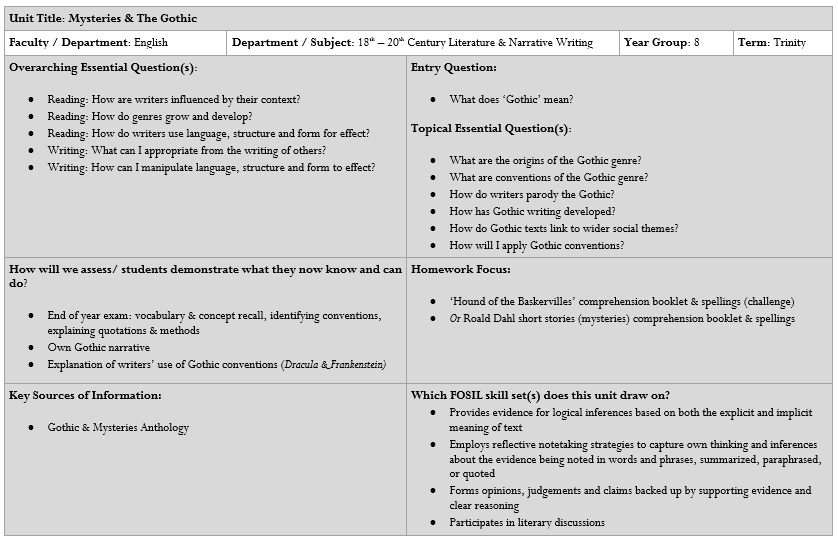 Unit Title: Mysteries & The Gothic
Faculty / Department: English
Department / Subject: 18th – 20th Century Literature & Narrative Writing
Year Group: 8
Term: Trinity
Overarching Essential Question(s):
● Reading: How are writers influenced by their context?
● Reading: How do genres grow and develop?
● Reading: How do writers use language, structure and form for effect?
● Writing: What can I appropriate from the writing of others?
● Writing: How can I manipulate language, structure and form to effect?
Entry Question:
● What does ‘Gothic’ mean?
Topical Essential Question(s):
● What are the origins of the Gothic genre?
● What are conventions of the Gothic genre?
● How do writers parody the Gothic?
● How has Gothic writing developed?
● How do Gothic texts link to wider social themes?
● How will I apply Gothic conventions?
How will we assess/ students demonstrate what they now know and can
do?
● End of year exam: vocabulary & concept recall, identifying conventions,
explaining quotations & methods
● Own Gothic narrative
● Explanation of writers’ use of Gothic conventions (Dracula & Frankenstein)
Homework Focus:
● ‘Hound of the Baskervilles’ comprehension booklet & spellings (challenge)
● Or Roald Dahl short stories (mysteries) comprehension booklet & spellings
Key Sources of Information:
● Gothic & Mysteries Anthology
Which FOSIL skill set(s) does this unit draw on?
● Provides evidence for logical inferences based on both the explicit and implicit
meaning of text
● Employs reflective notetaking strategies to capture own thinking and inferences
about the evidence being noted in words and phrases, summarized, paraphrased,
or quoted
● Forms opinions, judgements and claims backed up by supporting evidence and
clear reasoning
● Participates in literary discussions